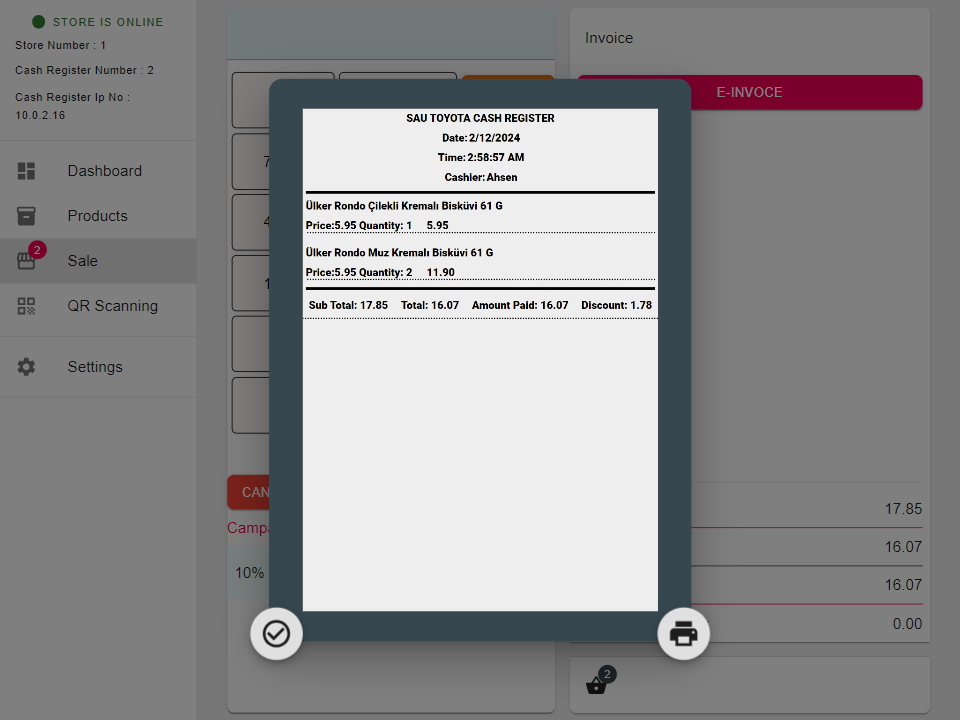 STORE IS ONLINE
Store Number : 1
Cash Register Number : 2
Cash Register Ip No :
10.0.2.16
Dashboard
Products
2
Sale
QR Scanning
Settings
7
4
1
CAN
Campa
10%
SAU TOYOTA CASH REGISTER
Date:2/12/2024
Time:2:58:57 AM
Cashier:Ahsen
Ülker Rondo Çilekli Kremalı Bisküvi 61 G
Price:5.95 Quantity: 1 5.95
Ülker Rondo Muz Kremalı Bisküvi 61 G
Price:5.95 Quantity: 2 11.90
Sub Total: 17.85 Total: 16.07 Amount Paid: 16.07 Discount: 1.78
Invoice
E-INVOCE
17.85
16.07
16.07
0.00
2